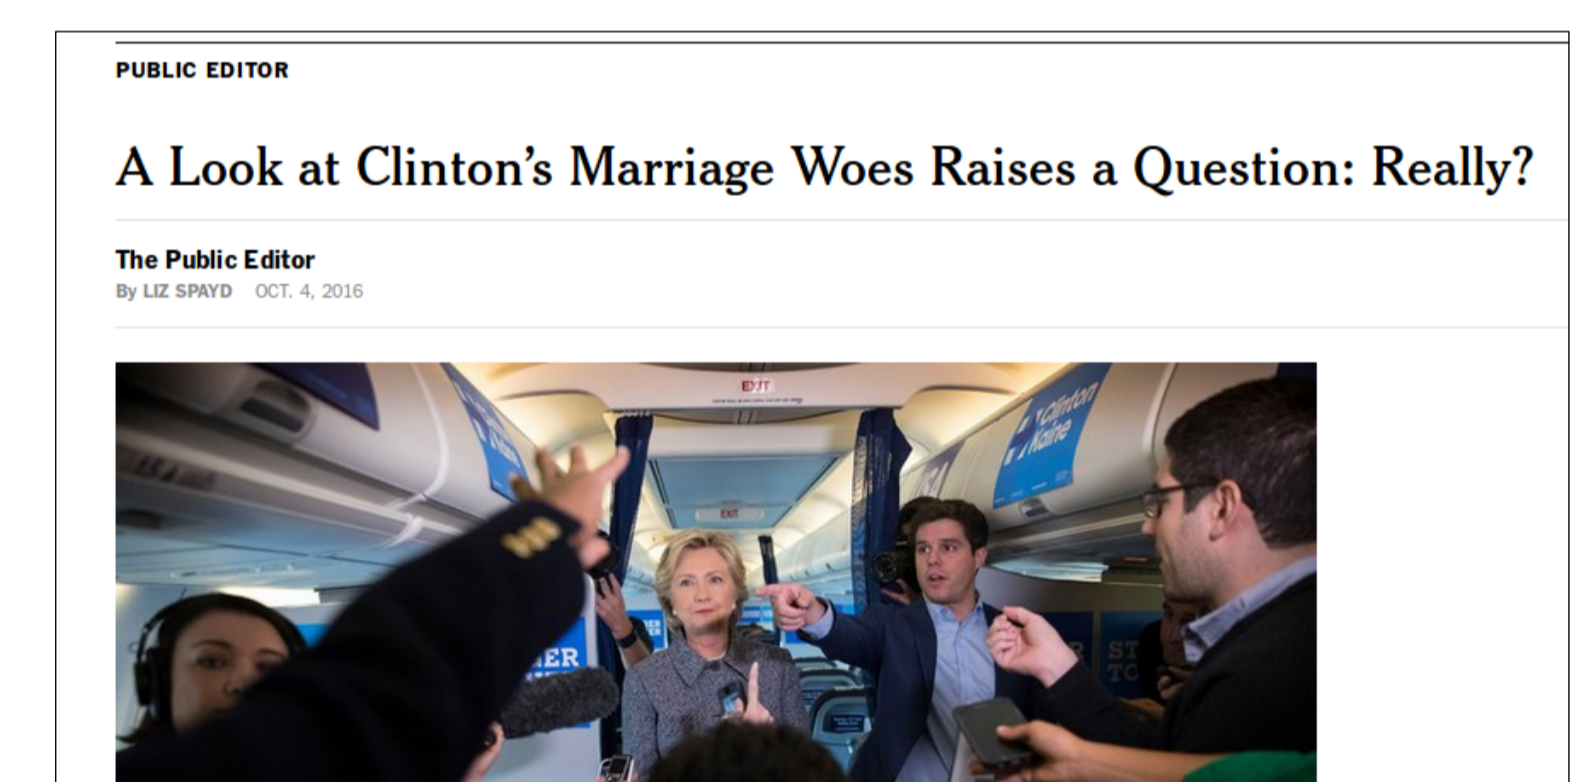 PUBLIC EDITOR
A Look at Clinton’s Marriage Woes Raises a Question: Really?
The Public Editor
By LIZ SPAYD OCT. 4, 2016
EXIT
Clinton
Kaine
EXIT